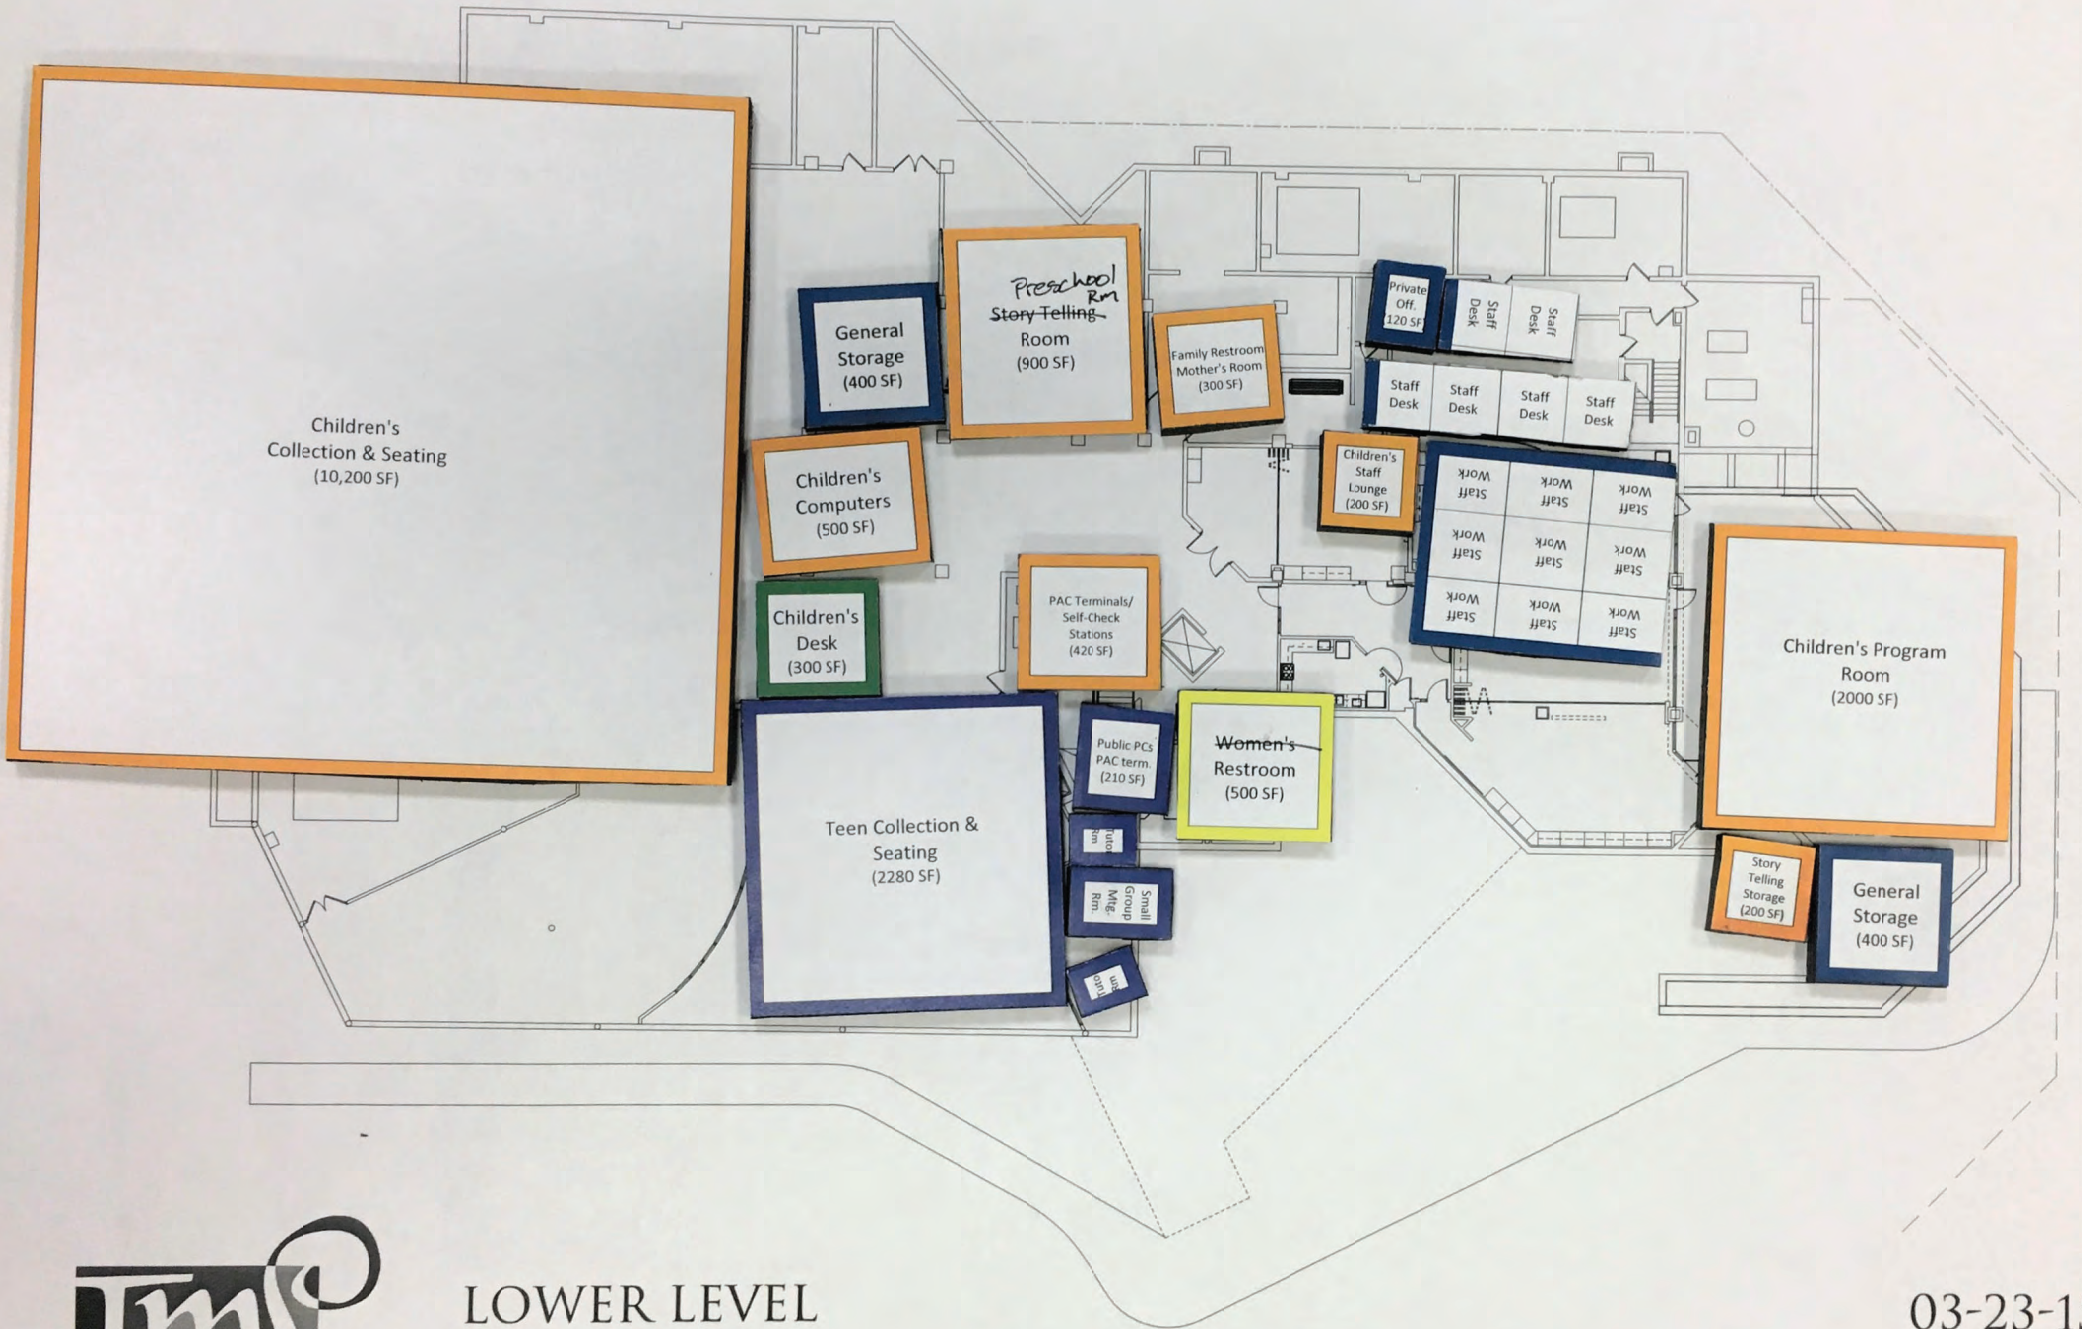 Children's
Collection & Seating
(10,200 SF)
General
Storage
(400 SF)
Preschool
Rm
Story Telling
Room
(900 SF)
Family Restroom
Mother's Room
(300 SF)
Private
Off.
(120 SF)
Staff
Desk
Staff
Desk
Staff
Desk
Staff
Desk
Staff
Desk
Staff
Desk
Children's
Computers
(500 SF)
Children's
Staff
Lounge
(200 SF)
Staff
Work
Staff
Work
Staff
Work
Staff
Work
Staff
Work
Staff
Work
Staff
Work
Staff
Work
Staff
Work
Children's
Desk
(300 SF)
PAC Terminals/
Self-Check
Stations
(420 SF)
Children's Program
Room
(2000 SF)
Teen Collection &
Seating
(2280 SF)
Public PCs
PAC term.
(210 SF)
Women's
Restroom
(500 SF)
Tutor
Rm
Small
Group
Mtg.
Rm.
Tuto
Rm
Story
Telling
Storage
(200 SF)
General
Storage
(400 SF)
LOWER LEVEL